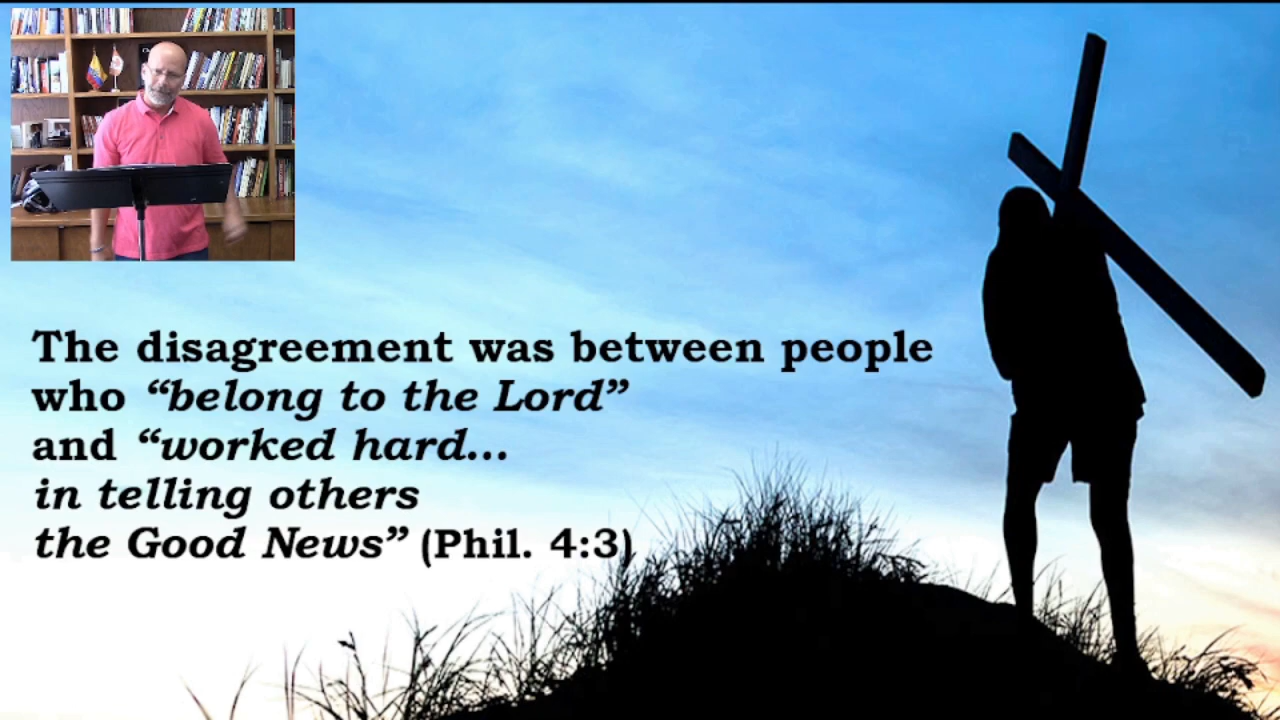 The disagreement was between people
who “belong to the Lord”
and “worked hard...
in telling others
the Good News” (Phil. 4:3)